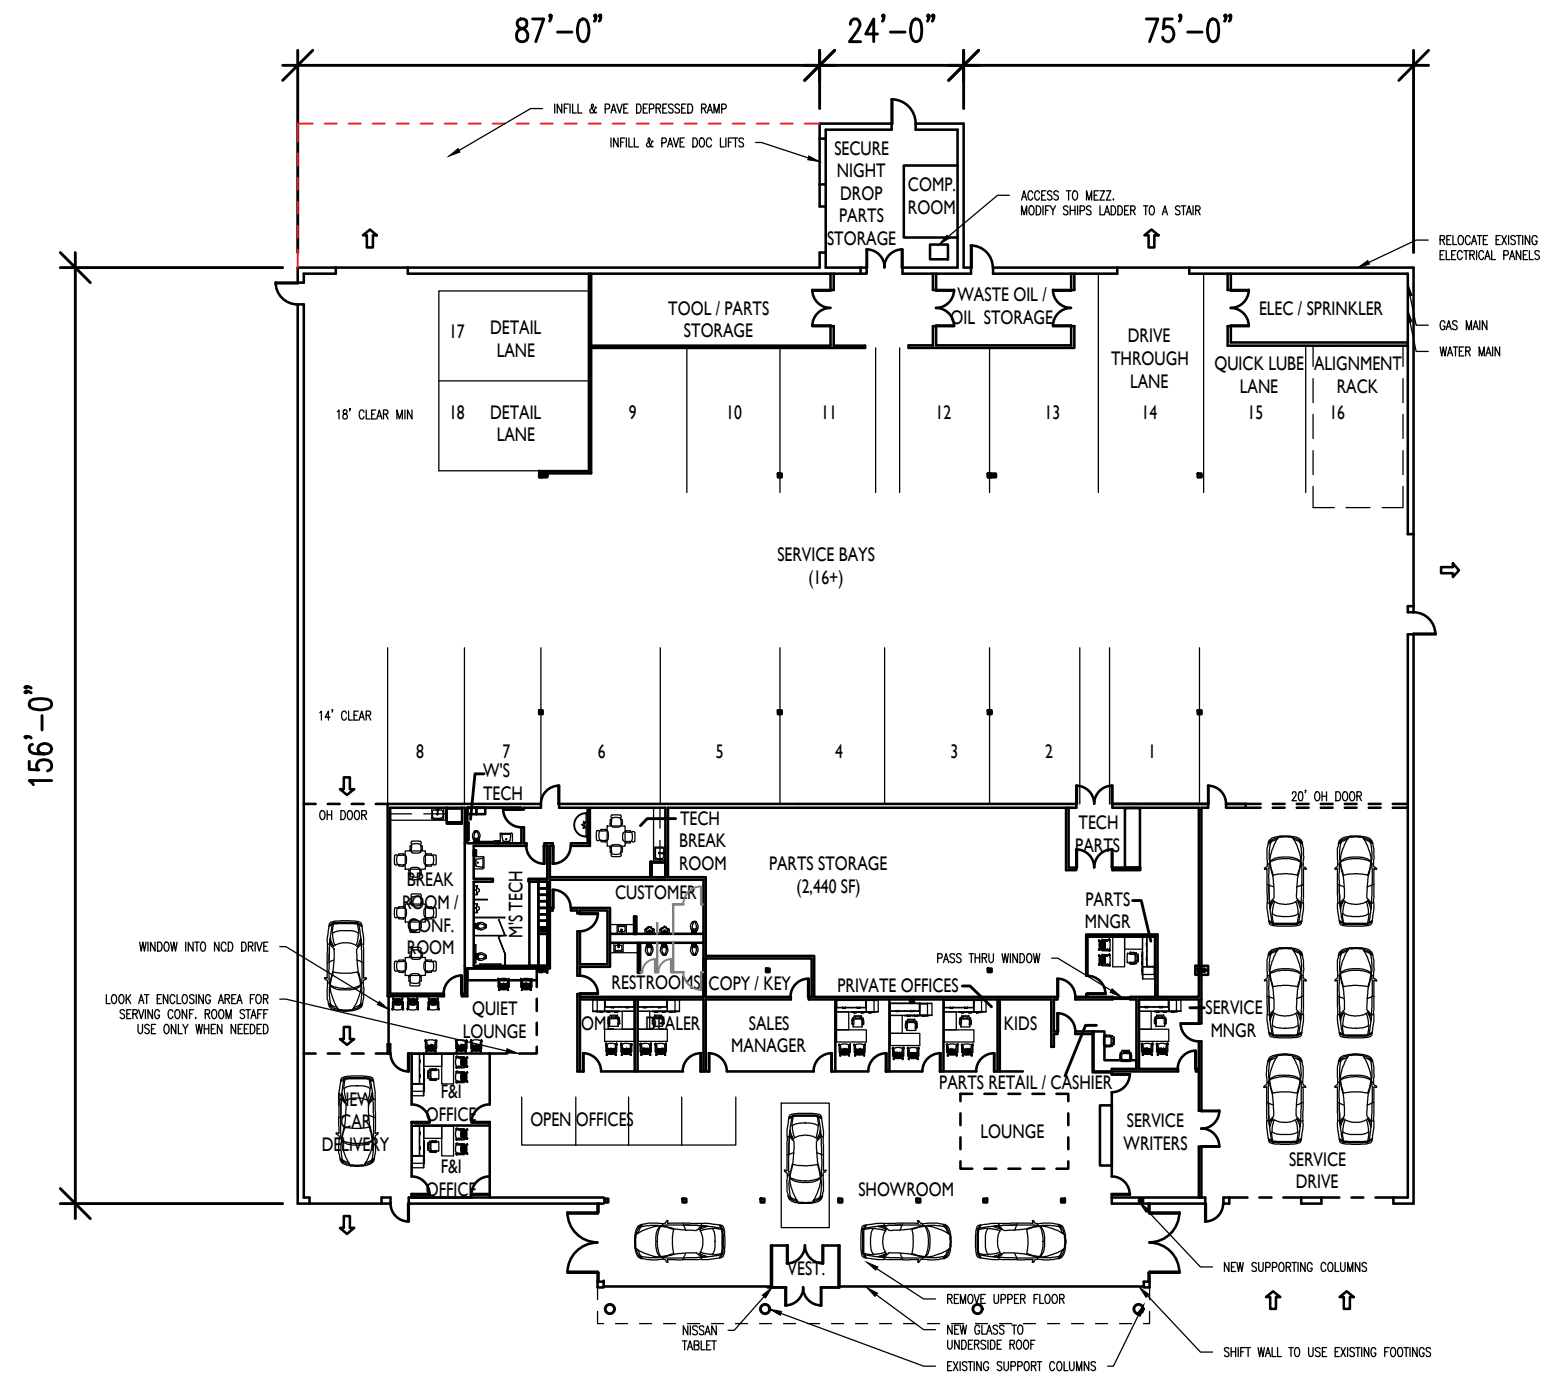 87'-0"
24'-0"
75'-0"
INFILL & PAVE DEPRESSED RAMP
INFILL & PAVE DOC LIFTS
SECURE
NIGHT
DROP
PARTS
STORAGE
COMP.
ROOM
ACCESS TO MEZZ.
MODIFY SHIPS LADDER TO A STAIR
RELOCATE EXISTING
ELECTRICAL PANELS
GAS MAIN
WATER MAIN
17
DETAIL
LANE
TOOL / PARTS
STORAGE
WASTE OIL /
OIL STORAGE
ELEC / SPRINKLER
DRIVE
THROUGH
LANE
QUICK LUBE
LANE
ALIGNMENT
RACK
18' CLEAR MIN
18
DETAIL
LANE
9
10
11
12
13
14
15
16
SERVICE BAYS
(16+)
156'-0"
14' CLEAR
8
7
6
5
4
3
2
1
W'S
TECH
OH DOOR
20' OH DOOR
TECH
BREAK
ROOM
TECH
PARTS
PARTS STORAGE
(2,440 SF)
BREAK
ROOM /
CONF.
ROOM
M'S TECH
CUSTOMER
RESTROOMS
PARTS
MNGR
WINDOW INTO NCD DRIVE
PASS THRU WINDOW
COPY / KEY
PRIVATE OFFICES
LOOK AT ENCLOSING AREA FOR
SERVING CONF. ROOM STAFF
USE ONLY WHEN NEEDED
QUIET
LOUNGE
OM
DEALER
SALES
MANAGER
KIDS
SERVICE
MNGR
PARTS RETAIL / CASHIER
NEW
CAR
DELIVERY
F&I
OFFICE
F&I
OFFICE
OPEN OFFICES
LOUNGE
SERVICE
WRITERS
SERVICE
DRIVE
SHOWROOM
VEST.
NEW SUPPORTING COLUMNS
REMOVE UPPER FLOOR
NISSAN
TABLET
NEW GLASS TO
UNDERSIDE ROOF
EXISTING SUPPORT COLUMNS
SHIFT WALL TO USE EXISTING FOOTINGS